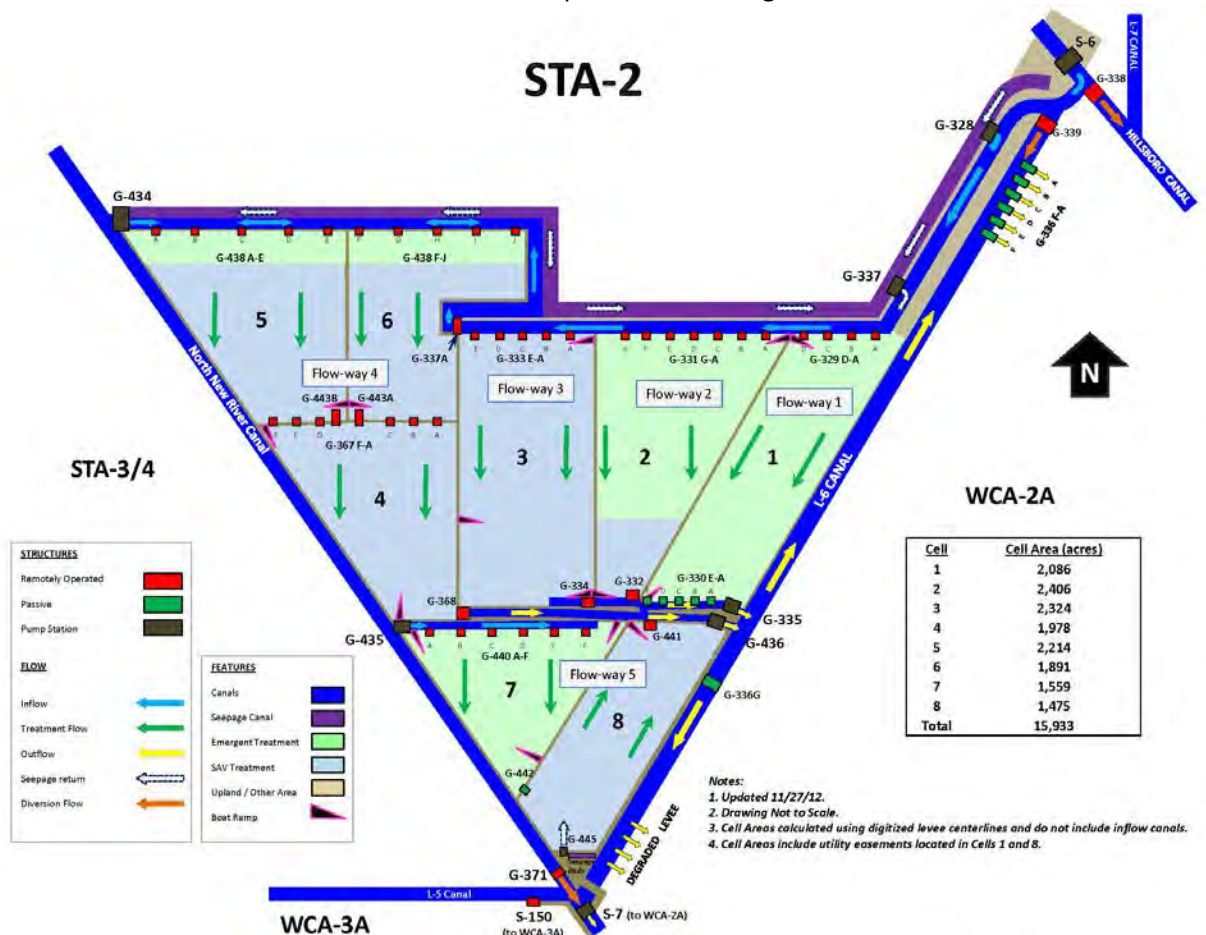 STA-2
S-6
L-7 CANAL
G-338
HILLSBORO CANAL
G-328
G-339
A
B
C
D
E
F
G-336 F-A
G-434
A B C D E F H I J
G-438 A-E
G-438 F-J
G-337
5
6
G-337A
E D C B A
G-333 E-A
F E D C B A
G-331 G-A
D C B A
G-329 D-A
Flow-way 4
Flow-way 3
Flow-way 2
Flow-way 1
North New River Canal
G-443B
G-443A
F E D C B A
G-367 F-A
N
STA-3/4
3
2
1
4
L-6 CANAL
WCA-2A
Cell Cell Area (acres)
1 2,086
2 2,406
3 2,324
4 1,978
5 2,214
6 1,891
7 1,559
8 1,475
Total 15,933
STRUCTURES
Remotely Operated
Passive
Pump Station
FLOW
Inflow
Treatment Flow
Outflow
Seepage return
Diversion Flow
FEATURES
Canals
Seepage Canal
Emergent Treatment
SAV Treatment
Upland / Other Area
Boat Ramp
G-334
G-332
G-330 E-A
D C B A
G-368
G-335
G-435
G-441
G-436
A B C D E F
G-440 A-F
Flow-way 5
7
8
G-336G
G-442
Notes:
1. Updated 11/27/12.
2. Drawing Not to Scale.
3. Cell Areas calculated using digitized levee centerlines and do not include inflow canals.
4. Cell Areas include utility easements located in Cells 1 and 8.
DEGRADED LEVEE
G-445
G-371
L-5 Canal
WCA-3A
S-150
(to WCA-3A)
S-7 (to WCA-2A)